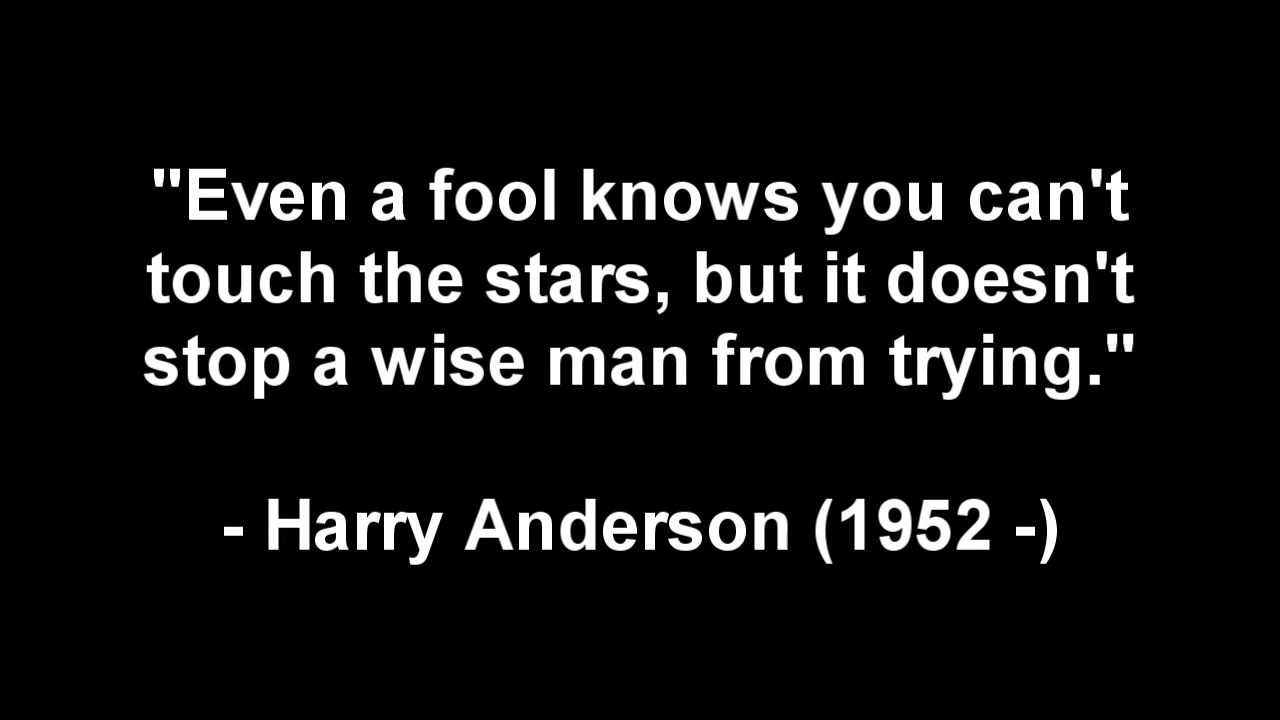 "Even a fool knows you can't
touch the stars, but it doesn't
stop a wise man from trying."
- Harry Anderson (1952 -)